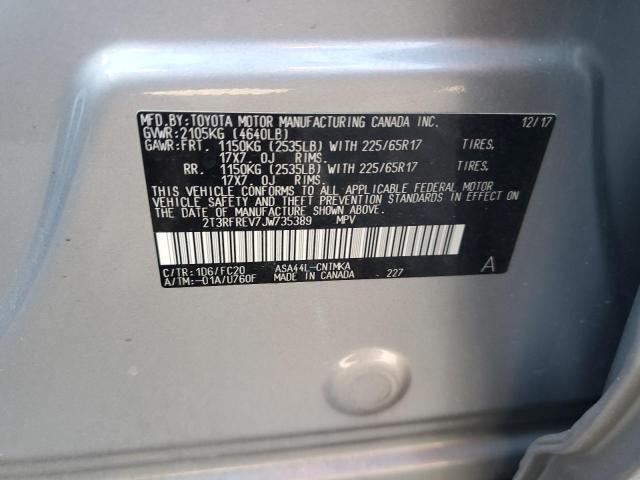 MFD.BY:TOYOTA MOTOR MANUFACTURING CANADA INC. 12/17
GVWR:2105KG (4640LB)
GAWR:FRT. 1150KG (2535LB) WITH 225/65R17 TIRES.
17X7.0J RIMS.
RR. 1150KG (2535LB) WITH 225/65R17 TIRES.
17X7.0J RIMS.
THIS VEHICLE CONFORMS TO ALL APPLICABLE FEDERAL MOTOR
VEHICLE SAFETY AND THEFT PREVENTION STANDARDS IN EFFECT ON
THE DATE OF MANUFACTURE SHOWN ABOVE.
2T3RFREV7JW735389 MPV
C/TR:1D6/FC20 ASA44L-CNTMKA
A/TM:-01A/U760F MADE IN CANADA 227 A